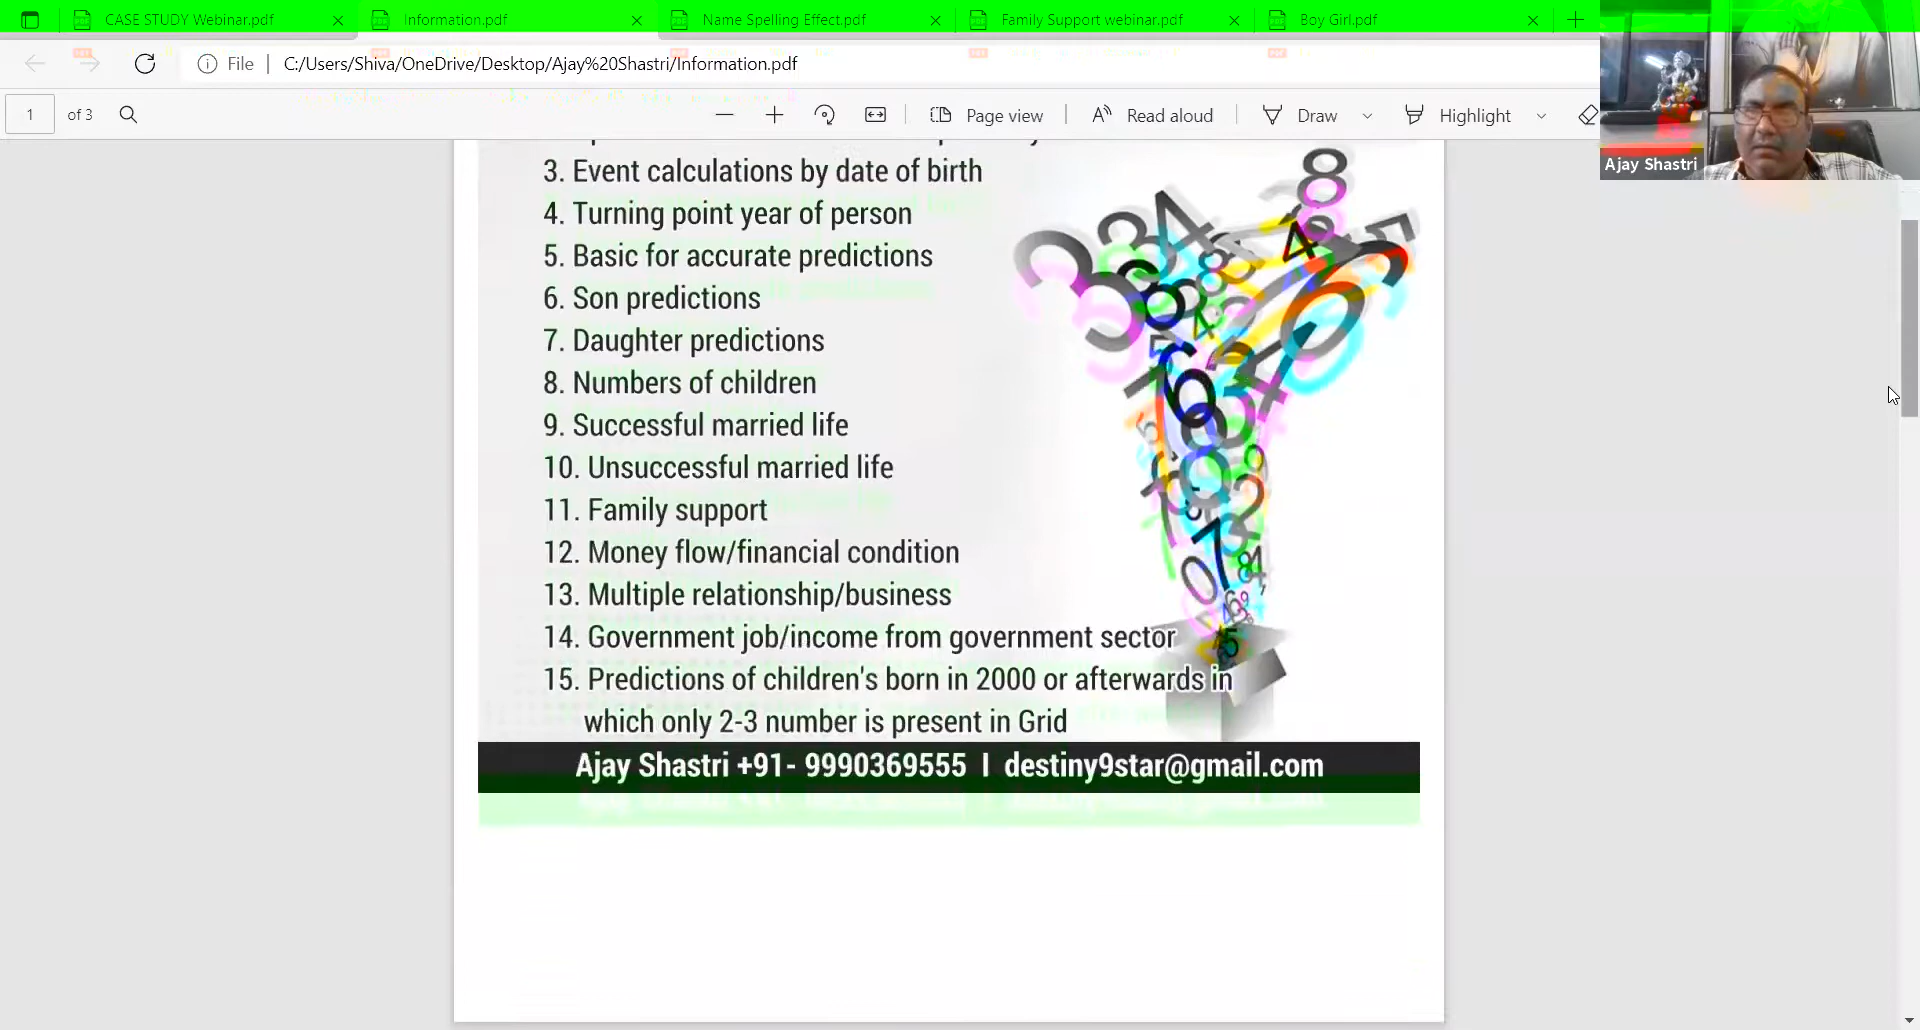 CASE STUDY Webinar.pdf
Information.pdf
Name Spelling Effect.pdf
Family Support webinar.pdf
Boy Girl.pdf
File
C:/Users/Shiva/OneDrive/Desktop/Ajay%20Shastri/Information.pdf
1 of 3
Page view
Read aloud
Draw
Highlight
Ajay Shastri
3. Event calculations by date of birth
4. Turning point year of person
5. Basic for accurate predictions
6. Son predictions
7. Daughter predictions
8. Numbers of children
9. Successful married life
10. Unsuccessful married life
11. Family support
12. Money flow/financial condition
13. Multiple relationship/business
14. Government job/income from government sector
15. Predictions of children's born in 2000 or afterwards in
which only 2-3 number is present in Grid
Ajay Shastri +91- 9990369555 I destiny9star@gmail.com